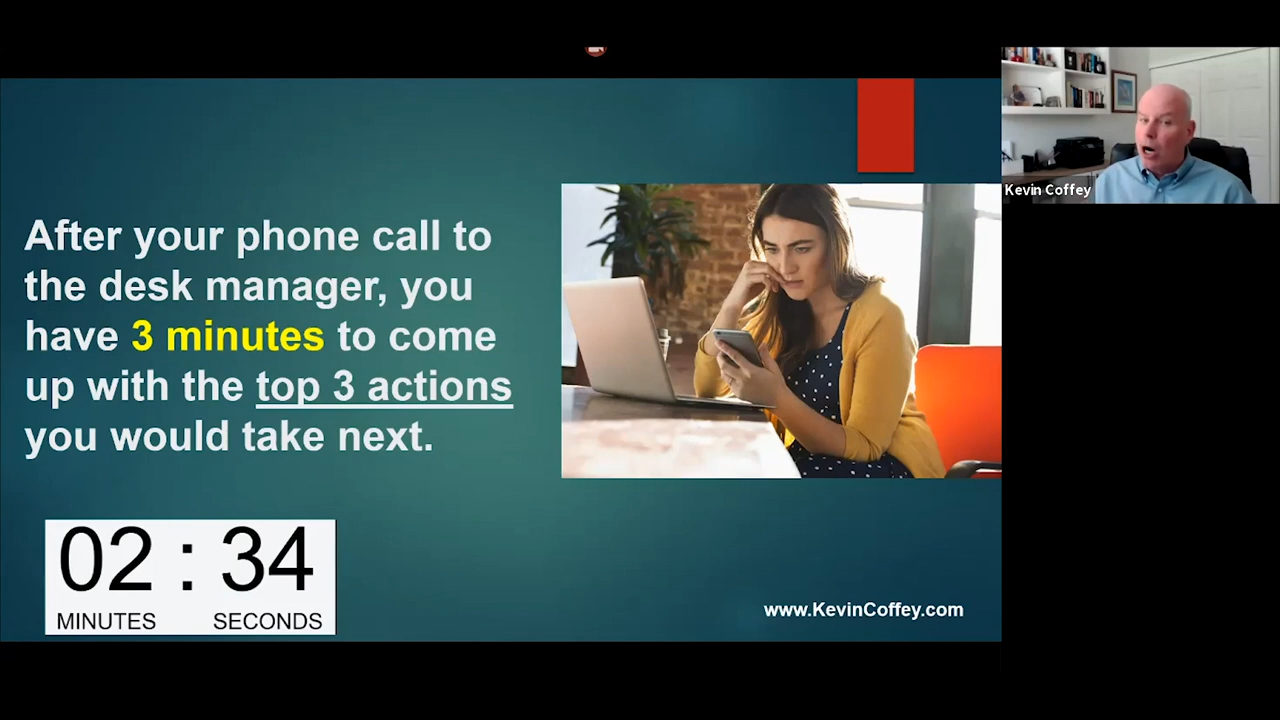 After your phone call to
the desk manager, you
have 3 minutes to come
up with the top 3 actions
you would take next.
02 : 34
MINUTES SECONDS
www.KevinCoffey.com
Kevin Coffey